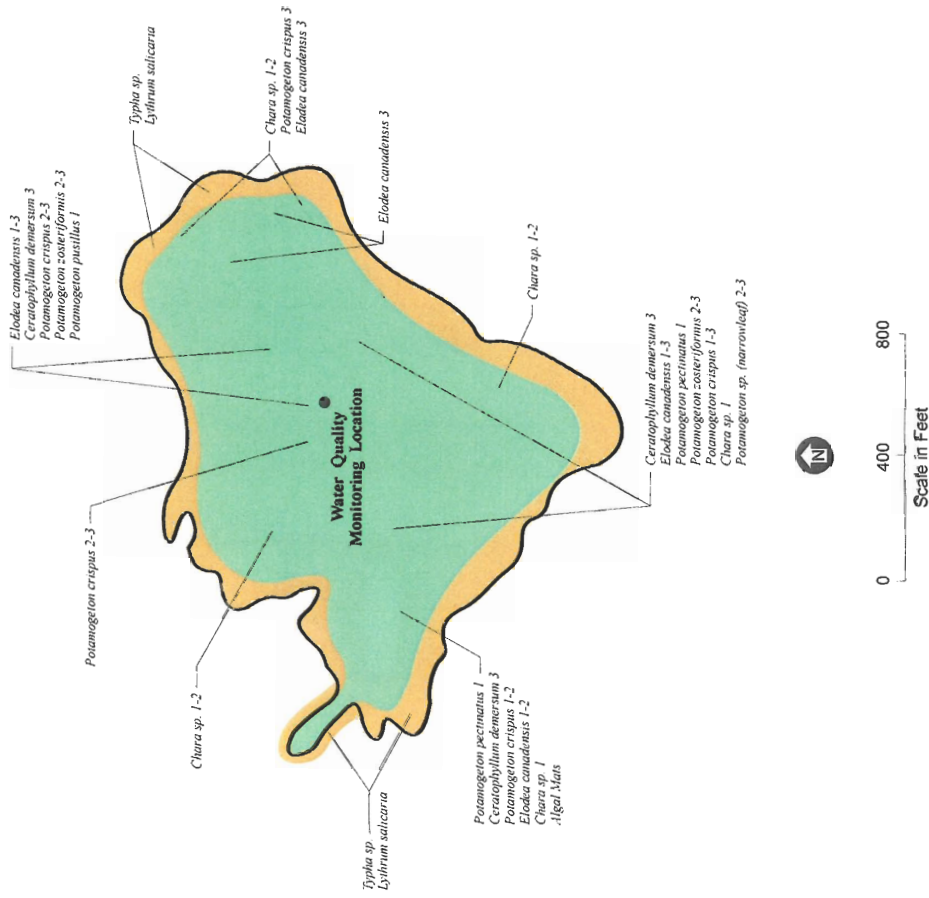 Elodea canadensis 1-3
Ceratophyllum demersum 3
Potamogeton crispus 2-3
Potamogeton zosteriformis 2-3
Potamogeton pusillus 1
Potamogeton crispus 2-3
Typha sp.
Lythrum salicaria
Chara sp. 1-2
Chara sp. 1-2
Potamogeton crispus 3
Elodea canadensis 3
Water Quality
Monitoring Location
Typha sp.
Lythrum salicaria
Elodea canadensis 3
Potamogeton pectinatus 1
Ceratophyllum demersum 3
Potamogeton crispus 1-2
Elodea canadensis 1-2
Chara sp. 1
Algal Mats
Chara sp. 1-2
Ceratophyllum demersum 3
Elodea canadensis 1-3
Potamogeton pectinatus 1
Potamogeton zosteriformis 2-3
Potamogeton crispus 1-3
Chara sp. 1
Potamogeton sp. (narrowleaf) 2-3
N
0 400 800
Scale in Feet